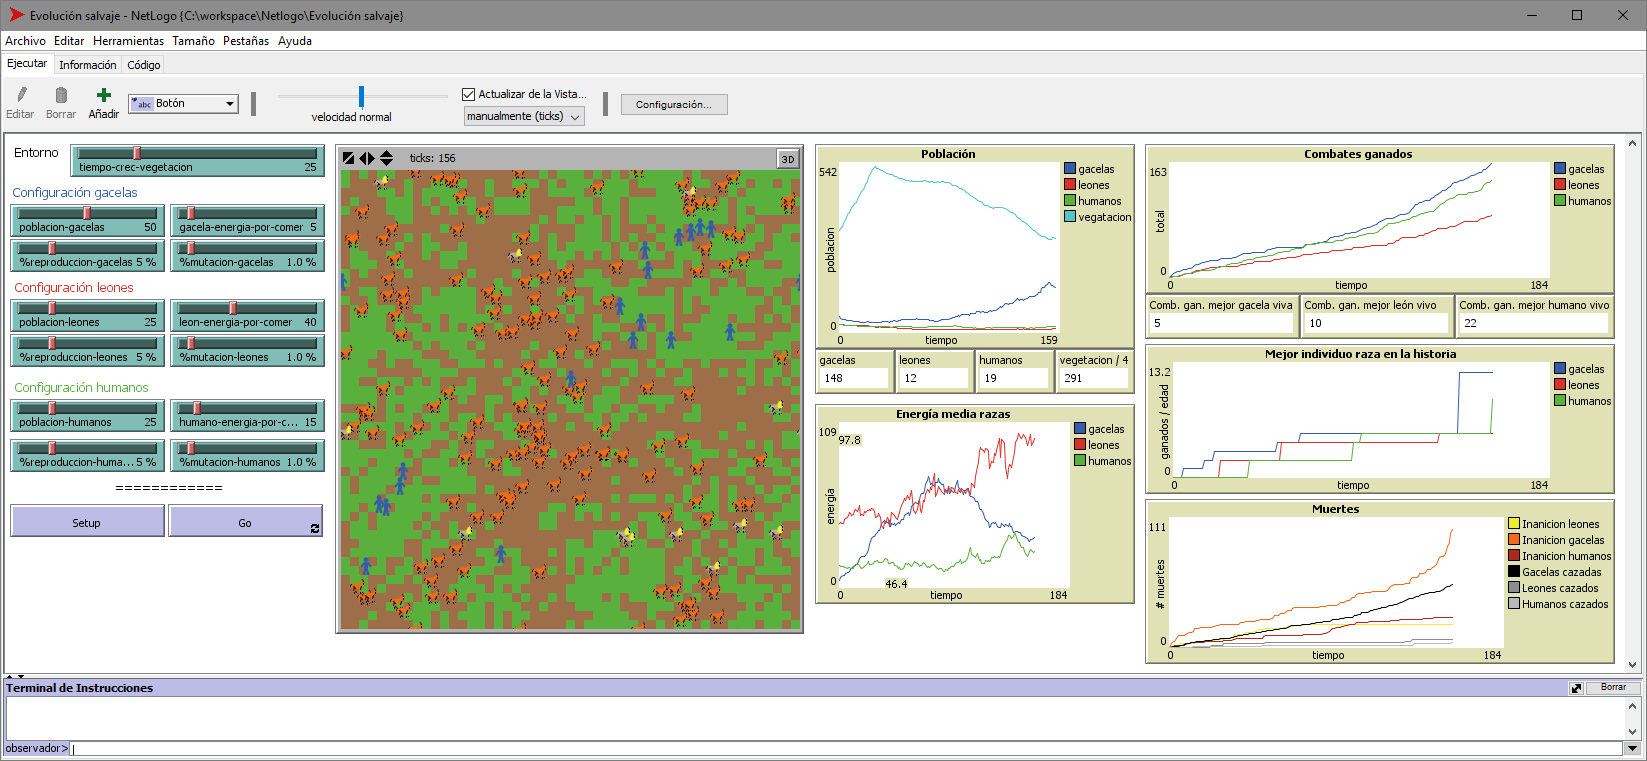 Evolución salvaje - NetLogo {C:\workspace\Netlogo\Evolución salvaje}
Archivo Editar Herramientas Tamaño Pestañas Ayuda
Ejecutar Información Código
Editar Borrar Añadir
abc Botón
velocidad normal
Actualizar de la Vista...
manualmente (ticks)
Configuración...
Entorno
tiempo-crec-vegetacion 25
Configuración gacelas
poblacion-gacelas 50
gacela-energia-por-comer 5
%reproduccion-gacelas 5 %
%mutacion-gacelas 1.0 %
Configuración leones
poblacion-leones 25
leon-energia-por-comer 40
%reproduccion-leones 5 %
%mutacion-leones 1.0 %
Configuración humanos
poblacion-humanos 25
humano-energia-por-c... 15
%reproduccion-huma... 5 %
%mutacion-humanos 1.0 %
============
Setup
Go
ticks: 156
3D
Población
542
0
poblacion
0
tiempo
159
gacelas
leones
humanos
vegatacion
gacelas
148
leones
12
humanos
19
vegetacion / 4
291
Energía media razas
109
97.8
0
energia
46.4
0
tiempo
184
gacelas
leones
humanos
Combates ganados
163
0
total
0
tiempo
184
gacelas
leones
humanos
Comb. gan. mejor gacela viva
5
Comb. gan. mejor león vivo
10
Comb. gan. mejor humano vivo
22
Mejor individuo raza en la historia
13.2
0
ganados / edad
0
tiempo
184
gacelas
leones
humanos
Muertes
111
0
# muertes
0
tiempo
184
Inanicion leones
Inanicion gacelas
Inanicion humanos
Gacelas cazadas
Leones cazados
Humanos cazados
Terminal de Instrucciones
Borrar
observador>